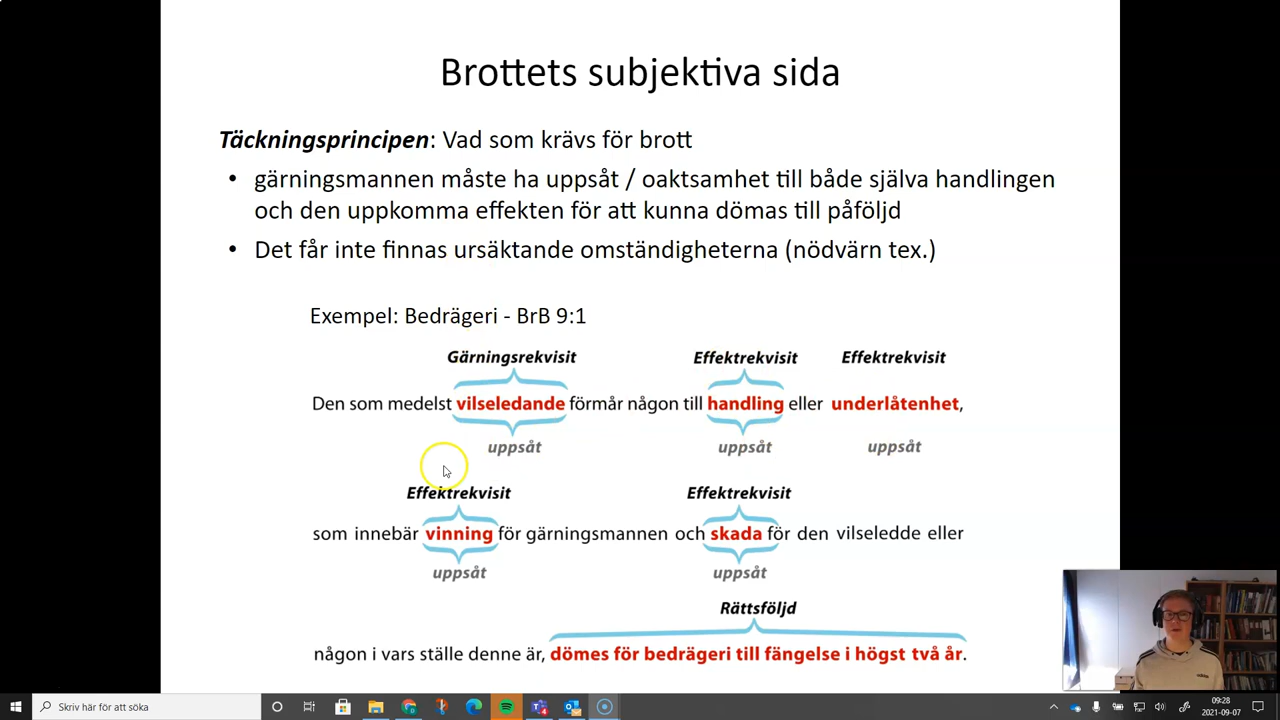 Brottets subjektiva sida
Täckningsprincipen: Vad som krävs för brott
• gärningsmannen måste ha uppsåt / oaktsamhet till både själva handlingen
och den uppkomma effekten för att kunna dömas till påföljd
• Det får inte finnas ursäktande omständigheterna (nödvärn tex.)
Exempel: Bedrägeri - BrB 9:1
Gärningsrekvisit Effektrekvisit Effektrekvisit
Den som medelst vilseledande förmår någon till handling eller underlåtenhet,
uppsåt uppsåt uppsåt
Effektrekvisit Effektrekvisit
som innebär vinning för gärningsmannen och skada för den vilseledde eller
uppsåt uppsåt
Rättsföljd
någon i vars ställe denne är, dömes för bedrägeri till fängelse i högst två år.
Skriv här för att söka
09:28
2021-09-07